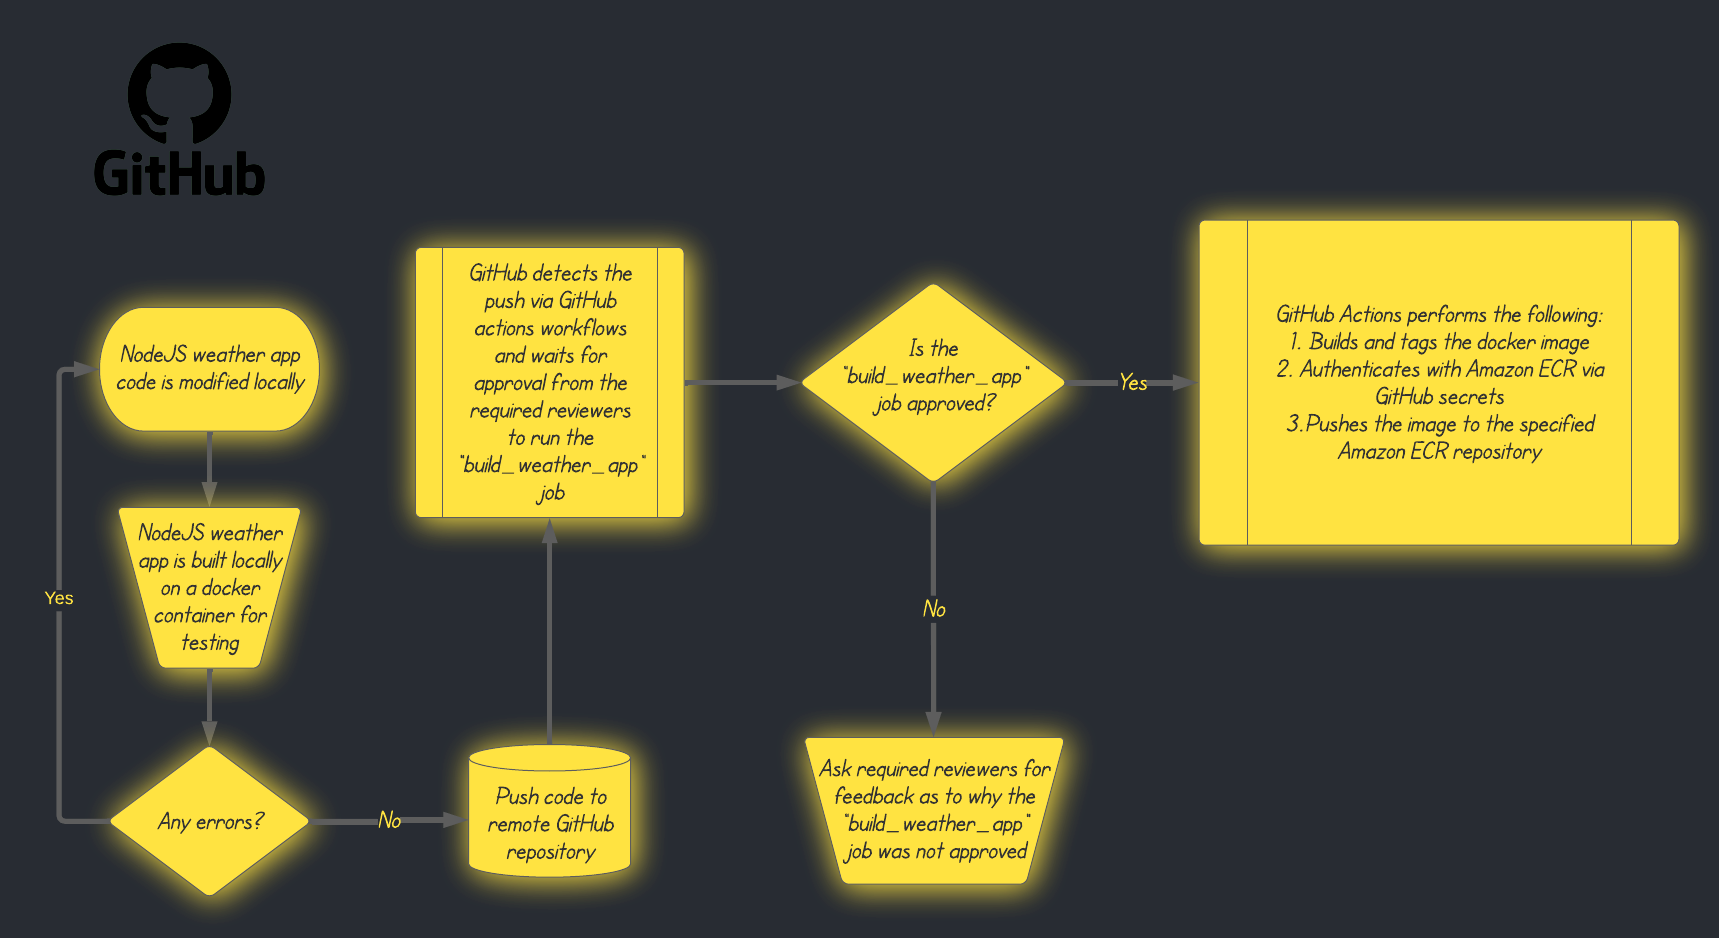 GitHub
NodeJS weather app
code is modified locally
NodeJS weather
app is built locally
on a docker
container for
testing
Any errors?
Yes
No
Push code to
remote GitHub
repository
GitHub detects the
push via GitHub
actions workflows
and waits for
approval from the
required reviewers
to run the
"build_weather_app"
job
Is the
"build_weather_app"
job approved?
Yes
No
GitHub Actions performs the following:
1. Builds and tags the docker image
2. Authenticates with Amazon ECR via
GitHub secrets
3.Pushes the image to the specified
Amazon ECR repository
Ask required reviewers for
feedback as to why the
"build_weather_app"
job was not approved